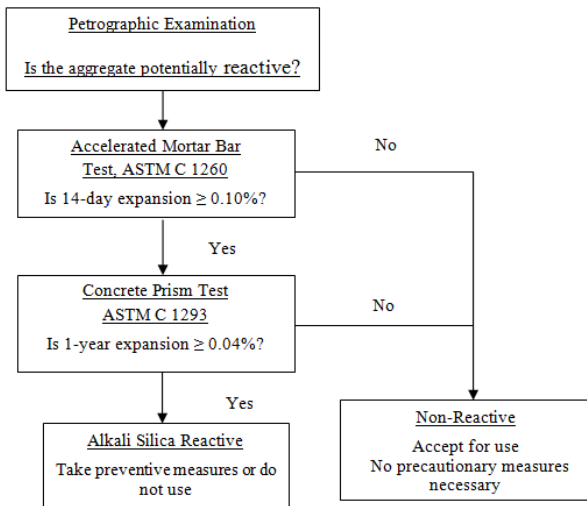 Petrographic Examination
Is the aggregate potentially reactive?
Accelerated Mortar Bar
Test, ASTM C 1260
Is 14-day expansion ≥ 0.10%?
No
Yes
Concrete Prism Test
ASTM C 1293
Is 1-year expansion ≥ 0.04%?
No
Yes
Alkali Silica Reactive
Take preventive measures or do
not use
Non-Reactive
Accept for use
No precautionary measures
necessary